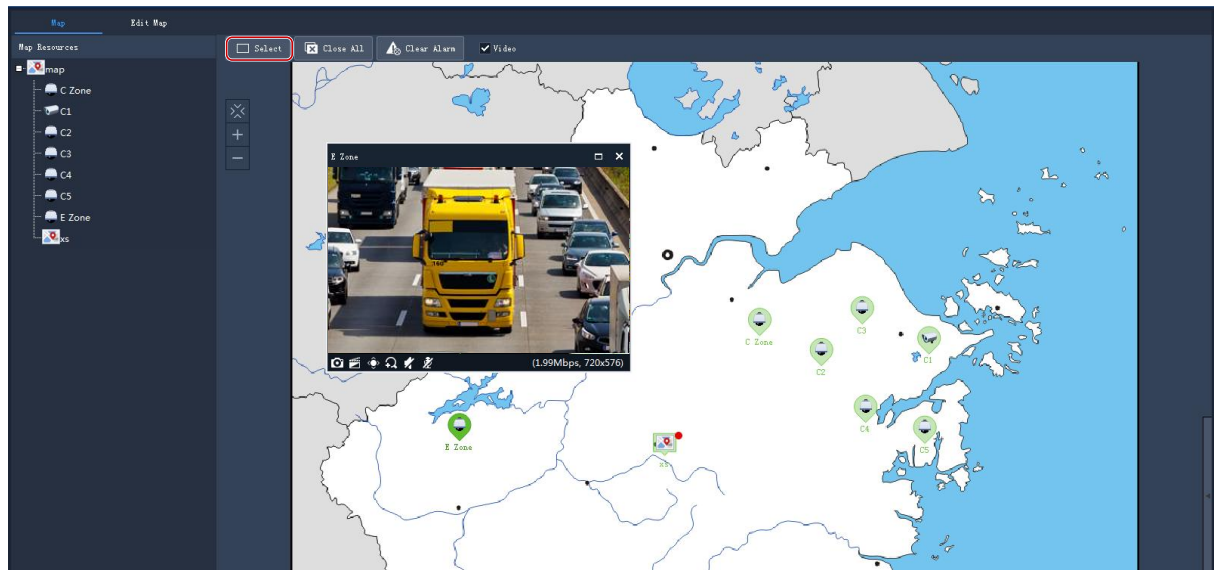 Map Edit Map
Map Resources
Select Close All Clear Alarm Video
map
C Zone
C1
C2
C3
C4
C5
E Zone
xs
E Zone
(1.99Mbps, 720x576)
C Zone
C2
C3
C1
C4
C5
E Zone
xs